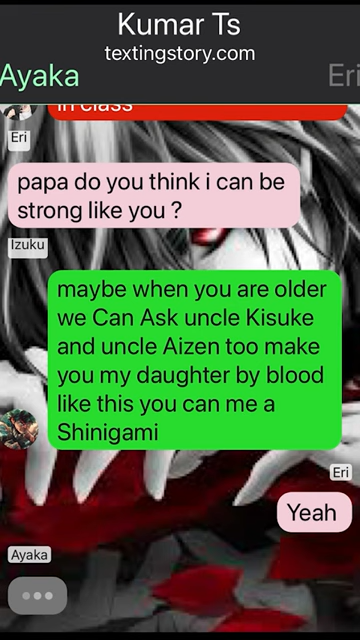 Kumar Ts
textingstory.com
Ayaka
Eri
in class
Eri
papa do you think i can be
strong like you ?
Izuku
maybe when you are older
we Can Ask uncle Kisuke
and uncle Aizen too make
you my daughter by blood
like this you can me a
Shinigami
Eri
Yeah
Ayaka